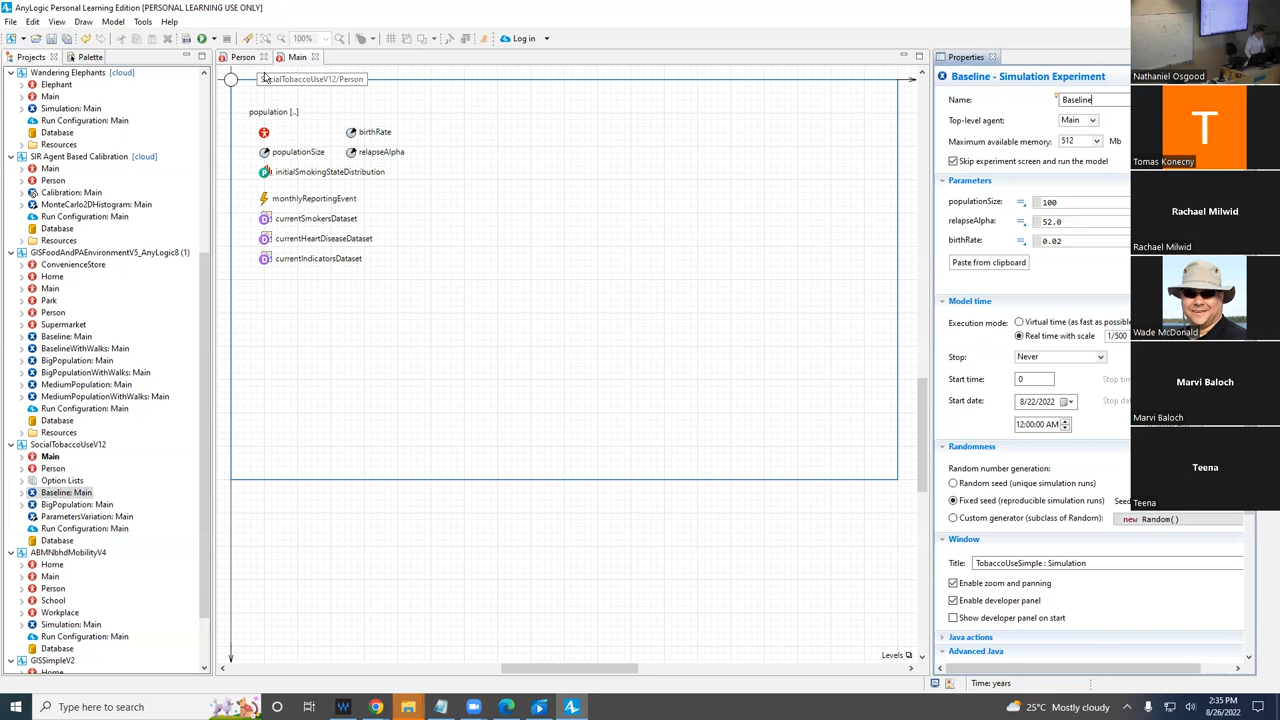 AnyLogic Personal Learning Edition [PERSONAL LEARNING USE ONLY]
File Edit View Draw Model Tools Help
100% Log in
Projects Palette
Wandering Elephants [cloud]
Elephant
Main
Simulation: Main
Run Configuration: Main
Database
Resources
SIR Agent Based Calibration [cloud]
Main
Person
Calibration: Main
MonteCarlo2DHistogram: Main
Run Configuration: Main
Database
Resources
GISFoodAndPAEnvironmentV5_AnyLogic8 (1)
ConvenienceStore
Home
Main
Park
Person
Supermarket
Baseline: Main
BaselineWithWalks: Main
BigPopulation: Main
BigPopulationWithWalks: Main
MediumPopulation: Main
MediumPopulationWithWalks: Main
Run Configuration: Main
Database
Resources
SocialTobaccoUseV12
Main
Person
Option Lists
Baseline: Main
BigPopulation: Main
ParametersVariation: Main
Run Configuration: Main
Database
ABMNbhdMobilityV4
Home
Main
Person
School
Workplace
Simulation: Main
Run Configuration: Main
Database
GISSimpleV2
Home
Person Main
SocialTobaccoUseV12/Person
population [..]
birthRate
populationSize relapseAlpha
initialSmokingStateDistribution
monthlyReportingEvent
currentSmokersDataset
currentHeartDiseaseDataset
currentIndicatorsDataset
Levels
Properties
Baseline - Simulation Experiment
Name: Baseline
Top-level agent: Main
Maximum available memory: 512 Mb
Skip experiment screen and run the model
Parameters
populationSize: 100
relapseAlpha: 52.0
birthRate: 0.02
Paste from clipboard
Model time
Execution mode: Virtual time (as fast as possible
Real time with scale 1/500
Stop: Never
Start time: 0 Stop tim
Start date: 8/22/2022 Stop dat
12:00:00 AM
Randomness
Random number generation:
Random seed (unique simulation runs)
Fixed seed (reproducible simulation runs) Seed
Custom generator (subclass of Random): new Random()
Window
Title: TobaccoUseSimple : Simulation
Enable zoom and panning
Enable developer panel
Show developer panel on start
Java actions
Advanced Java
Time: years
Nathaniel Osgood
T
Tomas Konecny
Rachael Milwid
Rachael Milwid
Wade McDonald
Marvi Baloch
Marvi Baloch
Teena
Teena
Type here to search
25°C Mostly cloudy
2:35 PM
8/26/2022